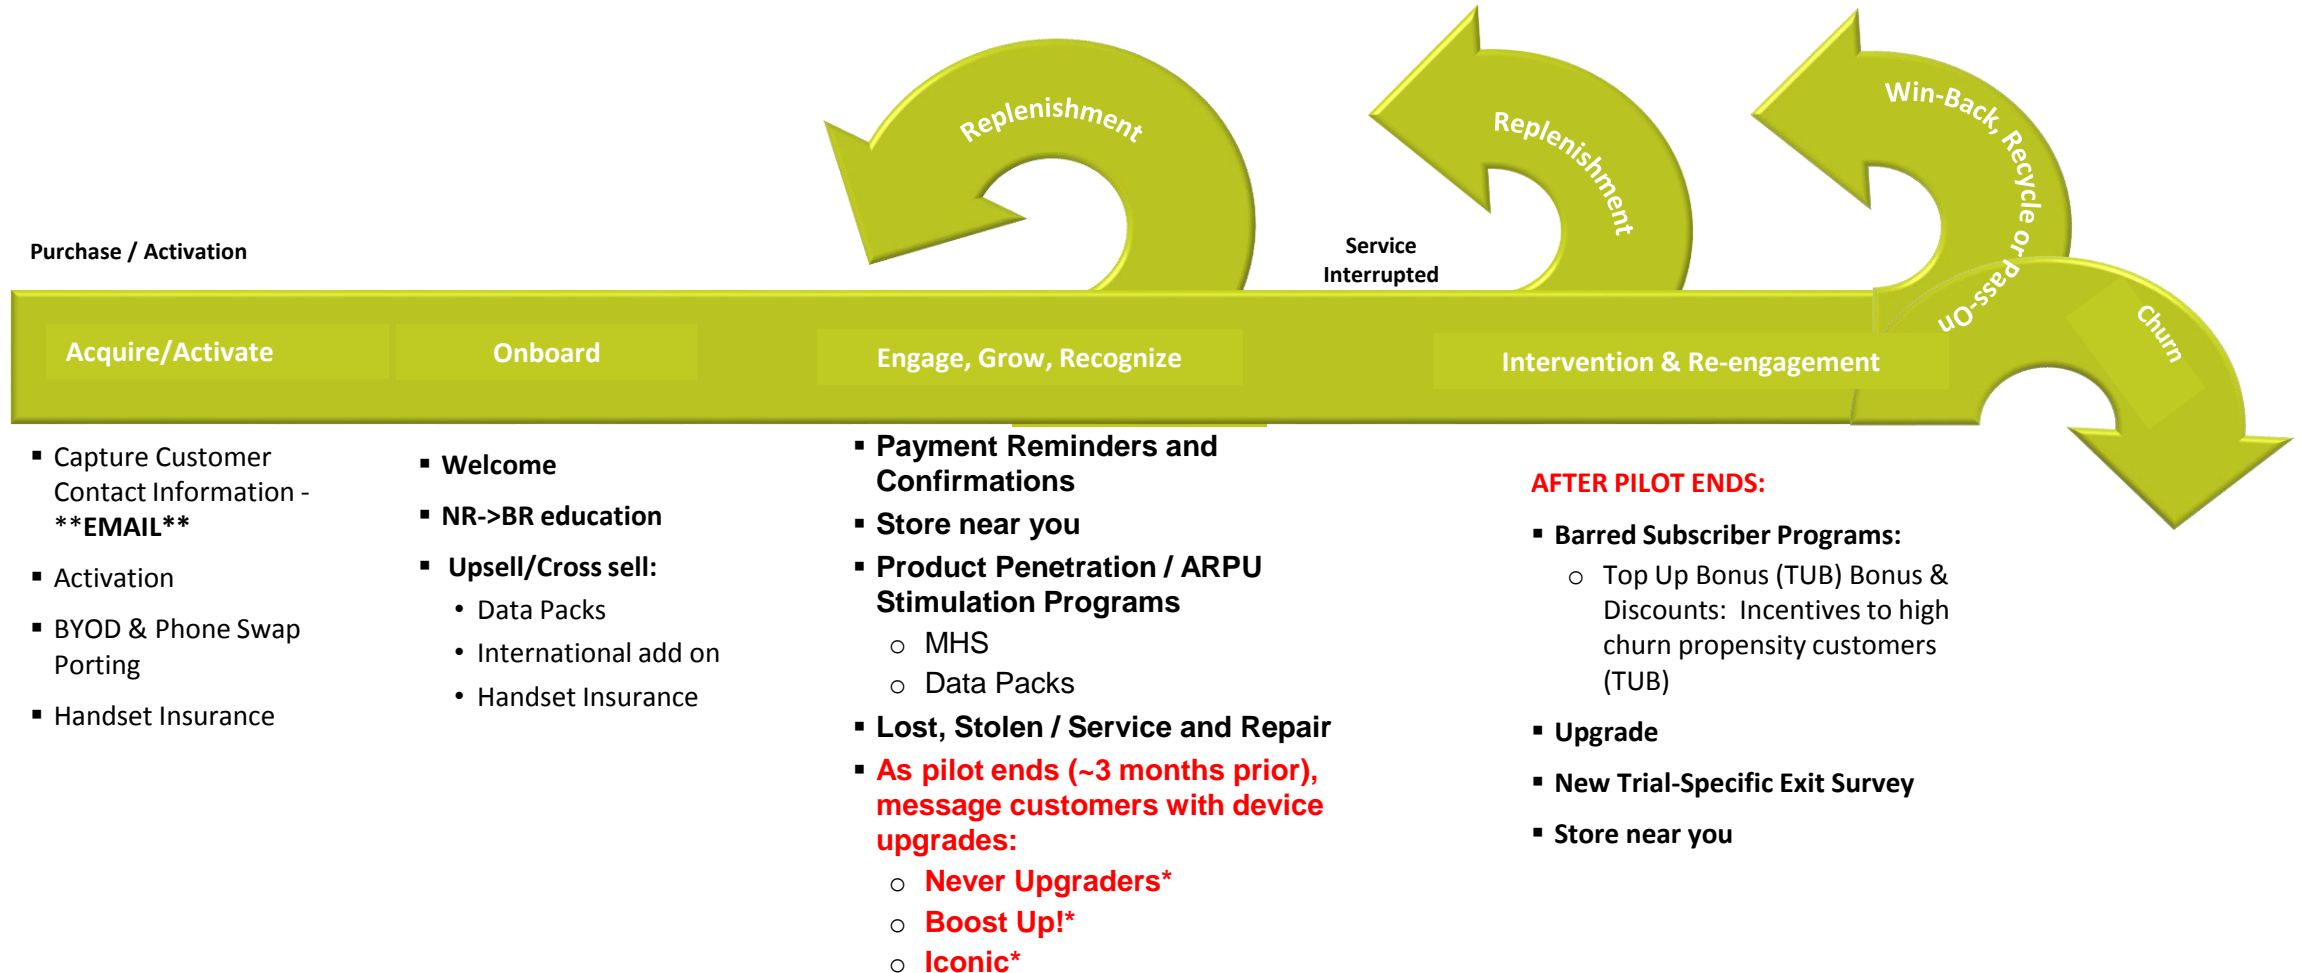 Replenishment
Replenishment
Win-Back, Recycle or Pass-On
Purchase / Activation
Service
Interrupted
Churn
Acquire/Activate
Onboard
Engage, Grow, Recognize
Intervention & Re-engagement
▪ Capture Customer
Contact Information -
**EMAIL**
▪ Activation
▪ BYOD & Phone Swap
Porting
▪ Handset Insurance
▪ Welcome
▪ NR->BR education
▪ Upsell/Cross sell:
• Data Packs
• International add on
• Handset Insurance
▪ Payment Reminders and
Confirmations
▪ Store near you
▪ Product Penetration / ARPU
Stimulation Programs
o MHS
o Data Packs
▪ Lost, Stolen / Service and Repair
▪ As pilot ends (~3 months prior),
message customers with device
upgrades:
o Never Upgraders*
o Boost Up!*
o Iconic*
AFTER PILOT ENDS:
▪ Barred Subscriber Programs:
o Top Up Bonus (TUB) Bonus &
Discounts: Incentives to high
churn propensity customers
(TUB)
▪ Upgrade
▪ New Trial-Specific Exit Survey
▪ Store near you